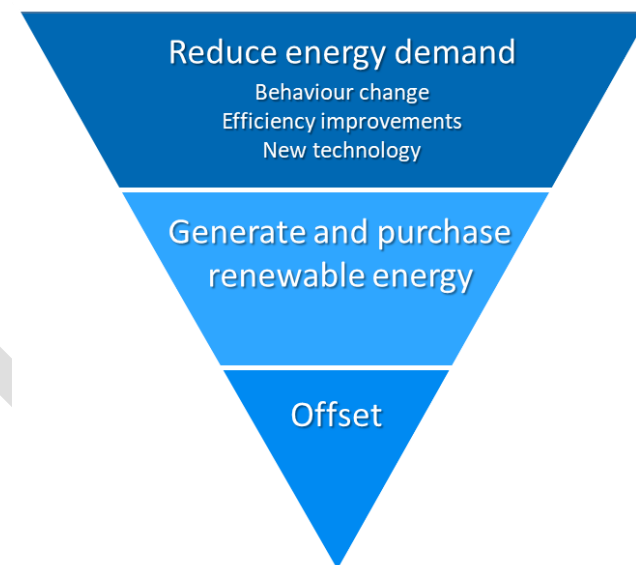 Reduce energy demand
Behaviour change
Efficiency improvements
New technology
Generate and purchase
renewable energy
Offset